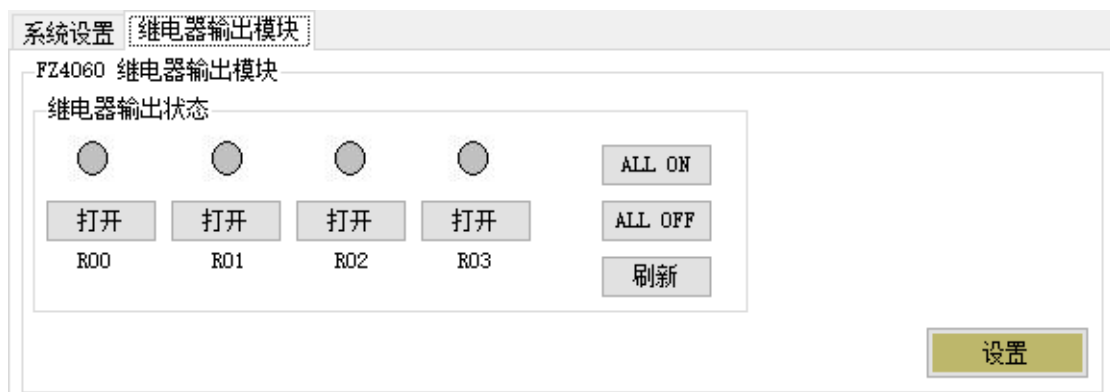 系统设置 继电器输出模块
FZ4060 继电器输出模块
继电器输出状态
ALL ON
打开 打开 打开 打开 ALL OFF
R00 R01 R02 R03
刷新
设置